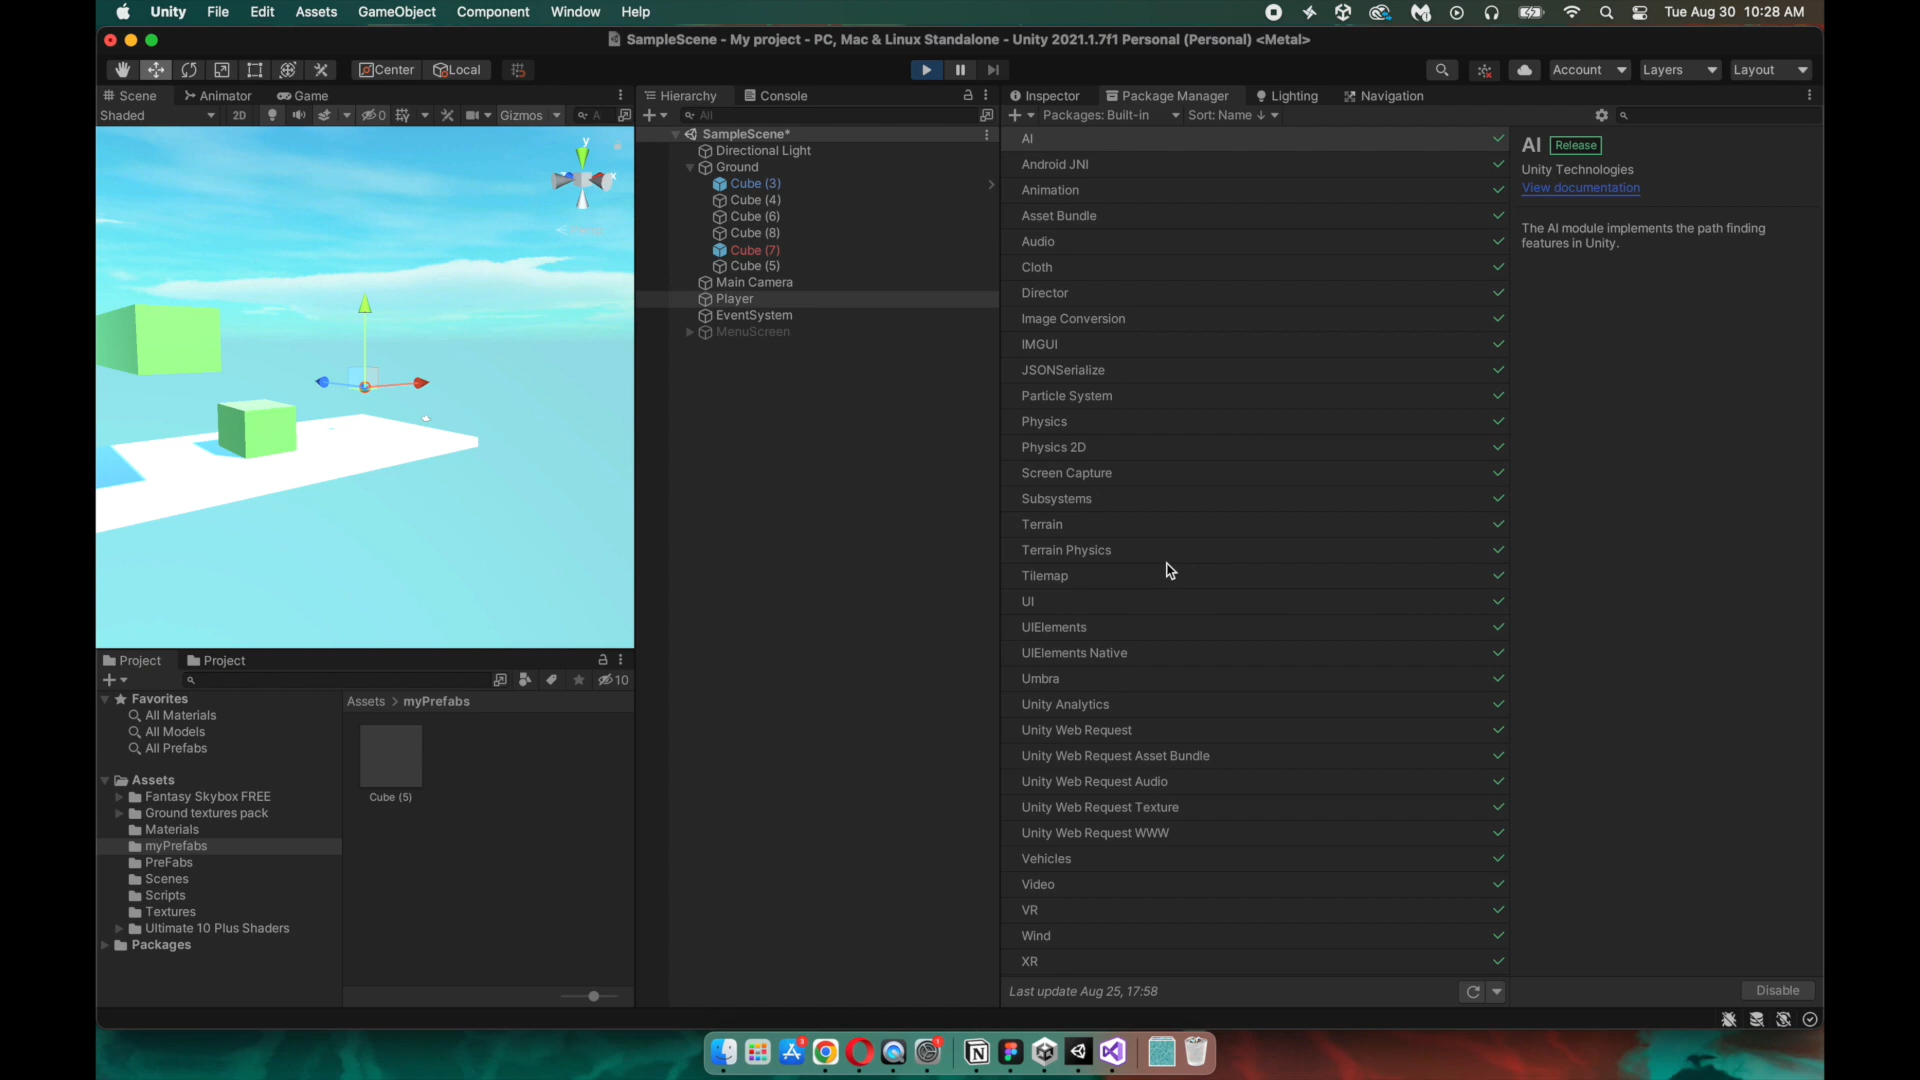 Unity File Edit Assets GameObject Component Window Help Tue Aug 30 10:28 AM
SampleScene - My project - PC, Mac & Linux Standalone - Unity 2021.1.7f1 Personal (Personal) <Metal>
Center Local Account Layers Layout
Scene Animator Game
Shaded 2D 0 Gizmos A
y
x
Hierarchy Console
All
SampleScene*
Directional Light
Ground
Cube (3)
Cube (4)
Cube (6)
Cube (8)
Cube (7)
Cube (5)
Main Camera
Player
EventSystem
MenuScreen
Inspector Package Manager Lighting Navigation
Packages: Built-in Sort: Name ↓
AI
Android JNI
Animation
Asset Bundle
Audio
Cloth
Director
Image Conversion
IMGUI
JSONSerialize
Particle System
Physics
Physics 2D
Screen Capture
Subsystems
Terrain
Terrain Physics
Tilemap
UI
UIElements
UIElements Native
Umbra
Unity Analytics
Unity Web Request
Unity Web Request Asset Bundle
Unity Web Request Audio
Unity Web Request Texture
Unity Web Request WWW
Vehicles
Video
VR
Wind
XR
Last update Aug 25, 17:58
AI Release
Unity Technologies
View documentation
The AI module implements the path finding
features in Unity.
Disable
Project Project
10
Favorites
All Materials
All Models
All Prefabs
Assets
Fantasy Skybox FREE
Ground textures pack
Materials
myPrefabs
PreFabs
Scenes
Scripts
Textures
Ultimate 10 Plus Shaders
Packages
Assets > myPrefabs
Cube (5)
3
1